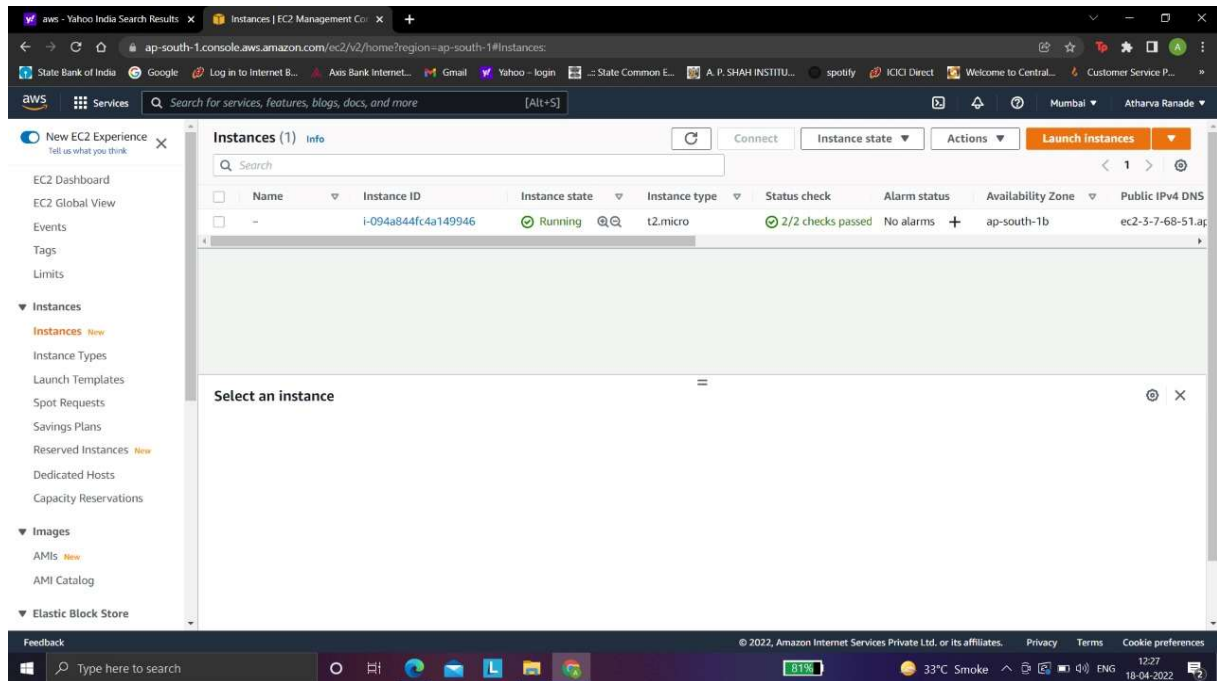 aws - Yahoo India Search Results
Instances | EC2 Management Co
ap-south-1.console.aws.amazon.com/ec2/v2/home?region=ap-south-1#Instances:
State Bank of India Google Log in to Internet B... Axis Bank Internet... Gmail Yahoo – login ..:: State Common E... A. P. SHAH INSTITU... spotify ICICI Direct Welcome to Central... Customer Service P... »
aws Services Search for services, features, blogs, docs, and more [Alt+S] Mumbai ▼ Atharva Ranade ▼
New EC2 Experience
Tell us what you think
EC2 Dashboard
EC2 Global View
Events
Tags
Limits
Instances
Instances New
Instance Types
Launch Templates
Spot Requests
Savings Plans
Reserved Instances New
Dedicated Hosts
Capacity Reservations
Images
AMIs New
AMI Catalog
Elastic Block Store
Instances (1) Info
Connect Instance state ▼ Actions ▼ Launch instances ▼
Search
< 1 >
Name Instance ID Instance state Instance type Status check Alarm status Availability Zone Public IPv4 DNS
– i-094a844fc4a149946 Running t2.micro 2/2 checks passed No alarms + ap-south-1b ec2-3-7-68-51.ap
Select an instance
Feedback © 2022, Amazon Internet Services Private Ltd. or its affiliates. Privacy Terms Cookie preferences
Type here to search 81% 33°C Smoke ENG 12:27
18-04-2022 2